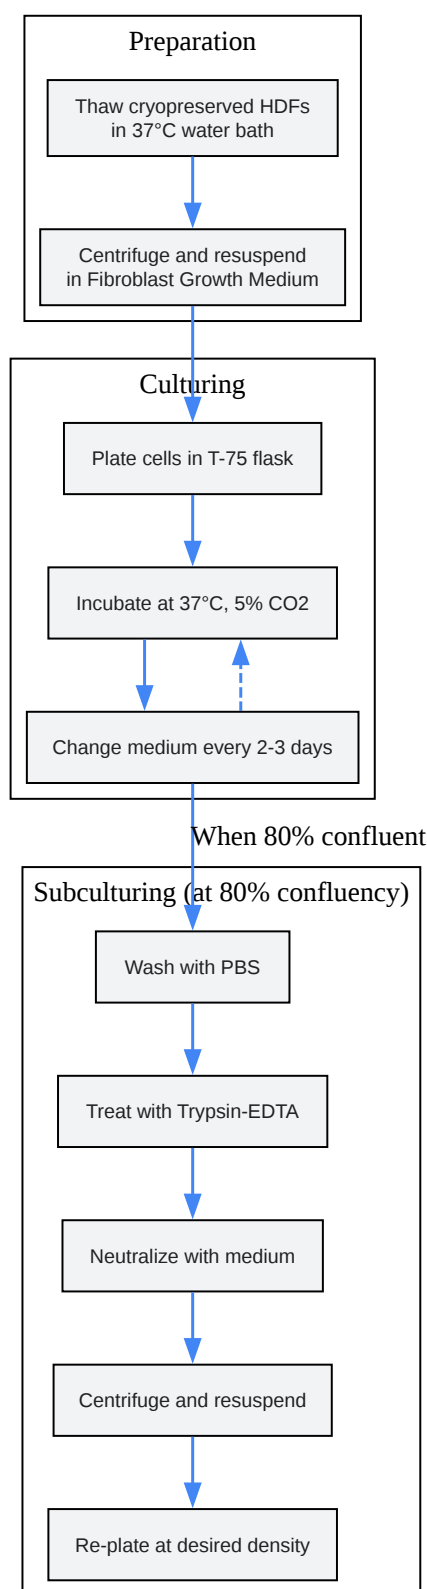 Preparation
Thaw cryopreserved HDFs
in 37°C water bath
Centrifuge and resuspend
in Fibroblast Growth Medium
Culturing
Plate cells in T-75 flask
Incubate at 37°C, 5% CO2
Change medium every 2-3 days
When 80% confluent
Subculturing (at 80% confluency)
Wash with PBS
Treat with Trypsin-EDTA
Neutralize with medium
Centrifuge and resuspend
Re-plate at desired density